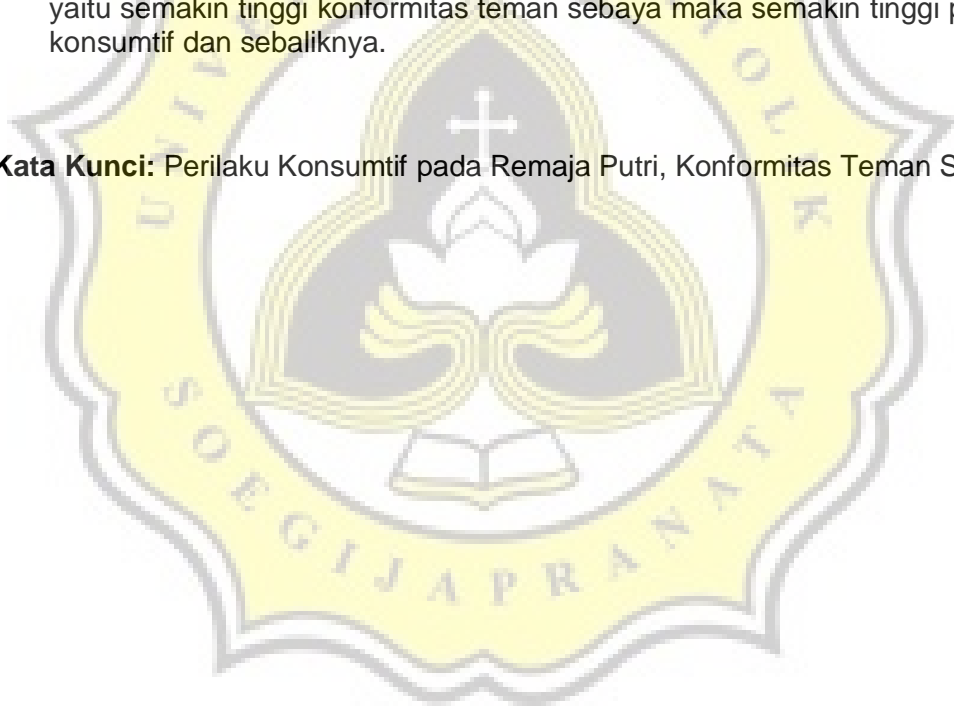 yaitu semakin tinggi konformitas teman sebaya maka semakin tinggi
konsumtif dan sebaliknya.
Kata Kunci: Perilaku Konsumtif pada Remaja Putri, Konformitas Teman
SOEGIJAPRANATA